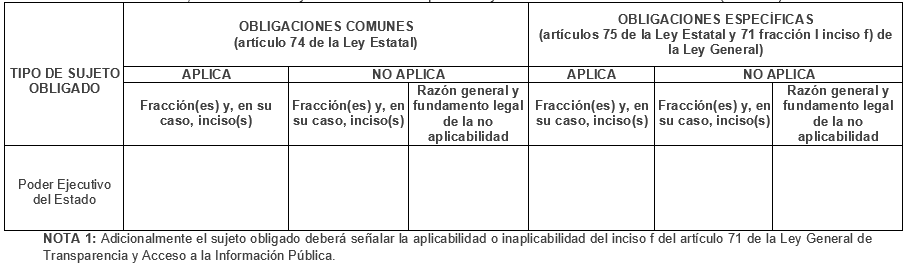 OBLIGACIONES COMUNES
(artículo 74 de la Ley Estatal)
OBLIGACIONES ESPECÍFICAS
(artículos 75 de la Ley Estatal y 71 fracción I inciso f) de
la Ley General)
TIPO DE SUJETO
OBLIGADO
APLICA
NO APLICA
APLICA
NO APLICA
Fracción(es) y, en su
caso, inciso(s)
Fracción(es) y, en
su caso, inciso(s)
Razón general y
fundamento legal
de la no
aplicabilidad
Fracción(es) y, en su
caso, inciso(s)
Fracción(es) y, en
su caso, inciso(s)
Razón general y
fundamento legal
de la no
aplicabilidad
Poder Ejecutivo
del Estado
NOTA 1: Adicionalmente el sujeto obligado deberá señalar la aplicabilidad o inaplicabilidad del inciso f del artículo 71 de la Ley General de
Transparencia y Acceso a la Información Pública.